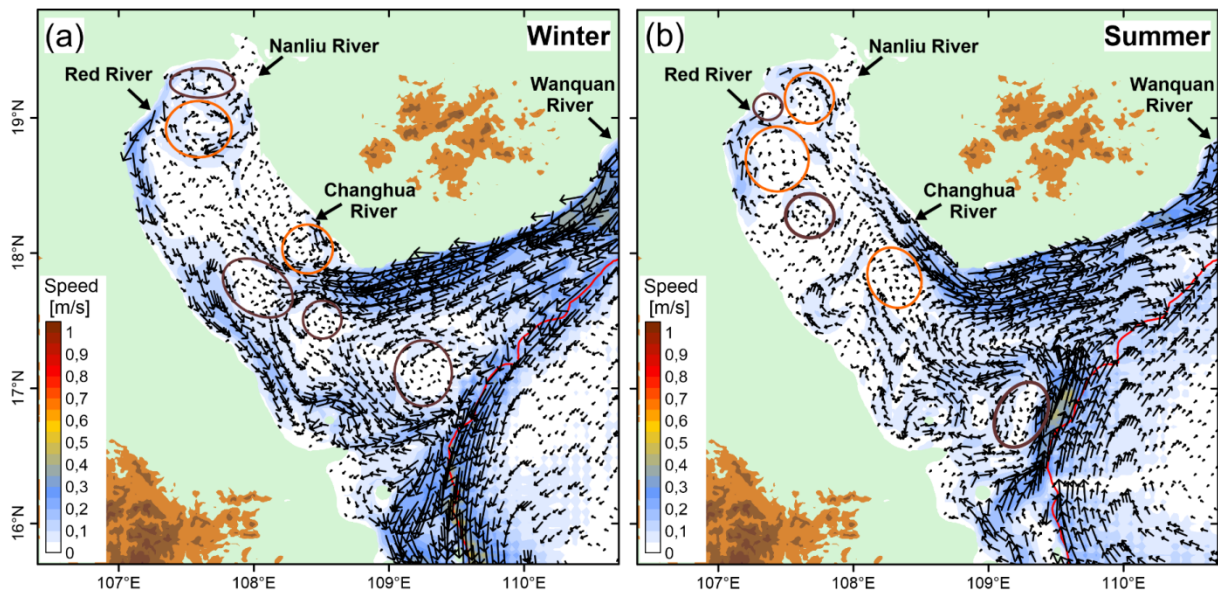 (a)
Winter
Nanliu River
Red River
Wanquan
River
Changhua
River
Speed
[m/s]
1
0,9
0,8
0,7
0,6
0,5
0,4
0,3
0,2
0,1
0
19°N
18°N
17°N
16°N
107°E
108°E
109°E
110°E
(b)
Summer
Nanliu River
Red River
Wanquan
River
Changhua
River
Speed
[m/s]
1
0,9
0,8
0,7
0,6
0,5
0,4
0,3
0,2
0,1
0
107°E
108°E
109°E
110°E